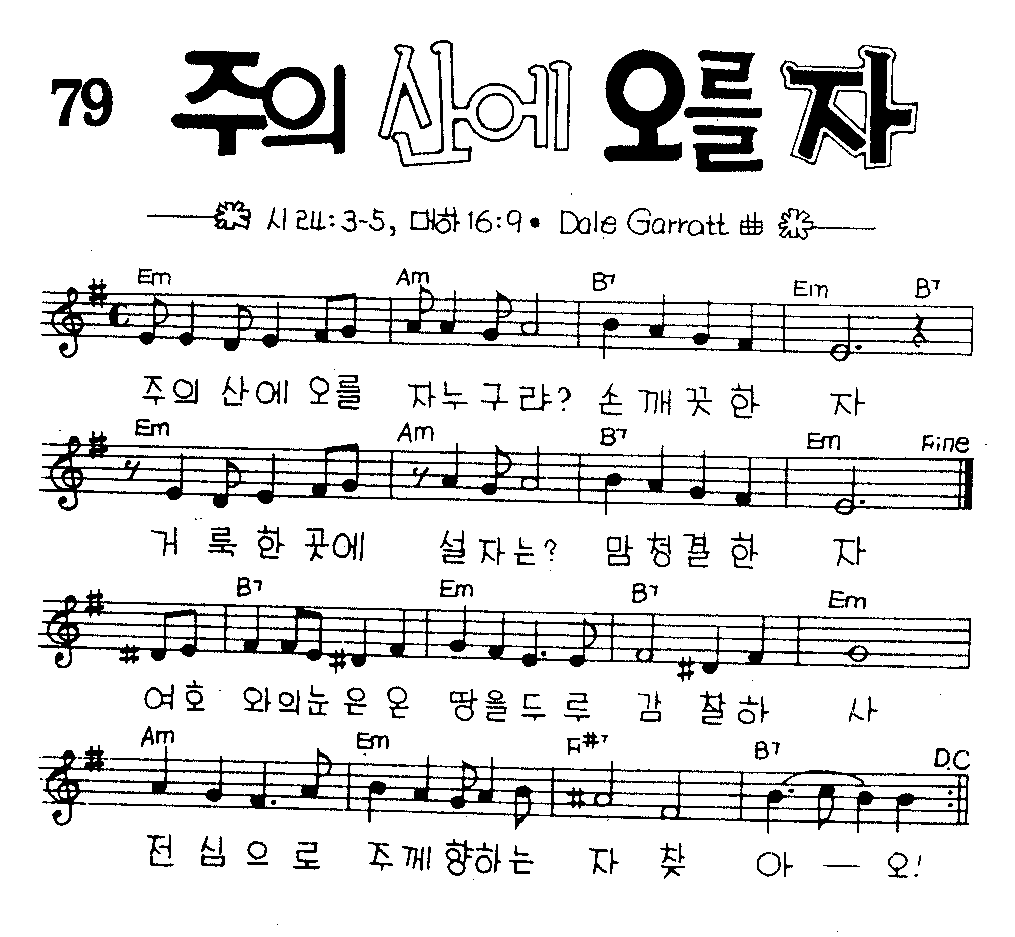 79 주의 산에 오를 자
시 24:3-5, 대하 16:9 • Dale Garratt 曲
Em Am B7 Em B7
주의 산에 오를 자누구랴? 손 깨 끗 한 자
Em Am B7 Em Fine
거 룩 한 곳에 설 자는? 맘 청 결 한 자
B7 Em B7 Em
여호 와의눈은 온 땅을두루 감 찰하 사
Am Em F#7 B7 D.C
전 심 으 로 주께 향하는 자 찾 아 — 오!